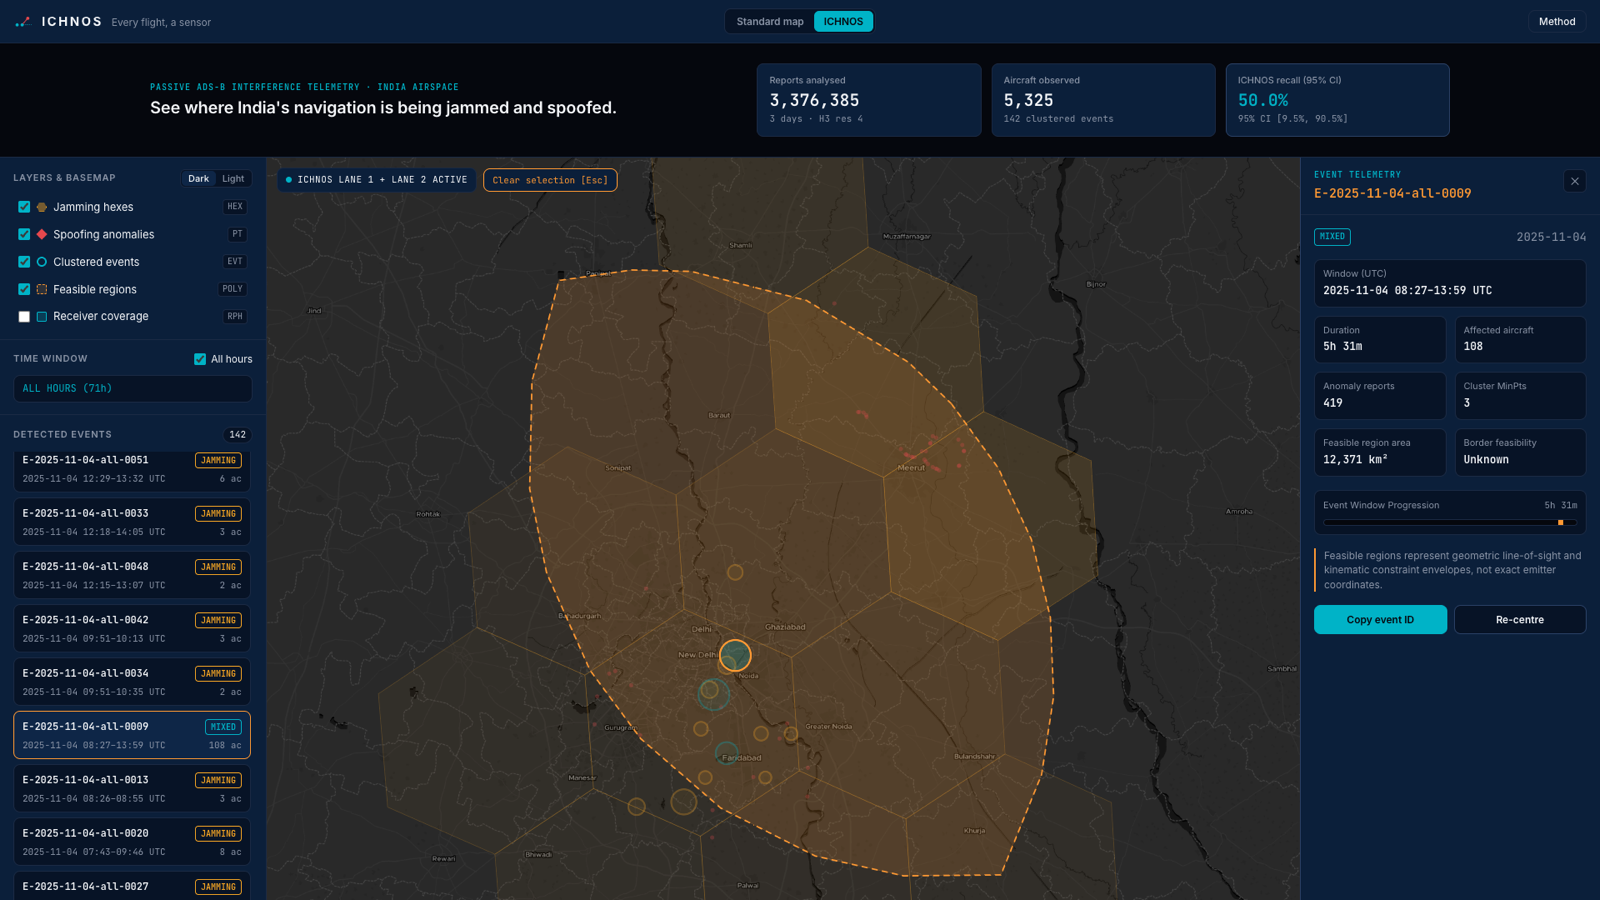 ICHNOS Every flight, a sensor
Standard map ICHNOS
Method
PASSIVE ADS-B INTERFERENCE TELEMETRY · INDIA AIRSPACE
See where India's navigation is being jammed and spoofed.
Reports analysed
3,376,385
3 days · H3 res 4
Aircraft observed
5,325
142 clustered events
ICHNOS recall (95% CI)
50.0%
95% CI [9.5%, 90.5%]
LAYERS & BASEMAP Dark Light
Jamming hexes HEX
Spoofing anomalies PT
Clustered events EVT
Feasible regions POLY
Receiver coverage RPH
TIME WINDOW All hours
ALL HOURS (71h)
DETECTED EVENTS 142
E-2025-11-04-all-0051 JAMMING
2025-11-04 12:29–13:32 UTC 6 ac
E-2025-11-04-all-0033 JAMMING
2025-11-04 12:18–14:05 UTC 3 ac
E-2025-11-04-all-0048 JAMMING
2025-11-04 12:15–13:07 UTC 2 ac
E-2025-11-04-all-0042 JAMMING
2025-11-04 09:51–10:13 UTC 3 ac
E-2025-11-04-all-0034 JAMMING
2025-11-04 09:51–10:35 UTC 2 ac
E-2025-11-04-all-0009 MIXED
2025-11-04 08:27–13:59 UTC 108 ac
E-2025-11-04-all-0013 JAMMING
2025-11-04 08:26–08:55 UTC 3 ac
E-2025-11-04-all-0020 JAMMING
2025-11-04 07:43–09:46 UTC 8 ac
E-2025-11-04-all-0027 JAMMING
ICHNOS LANE 1 + LANE 2 ACTIVE
Clear selection [Esc]
Muzaffarnagar
Shamli
Panipat
Bijnor
Jind
Baraut
Sonipat
Meerut
Rohtak
Amroha
Bahadurgarh
Delhi
Ghaziabad
New Delhi
Sambhal
Noida
Gurugram
Greater Noida
Faridabad
Bulandshahr
Manesar
Khurja
Rewari
Bhiwadi
Palwal
EVENT TELEMETRY
E-2025-11-04-all-0009
MIXED 2025-11-04
Window (UTC)
2025-11-04 08:27–13:59 UTC
Duration
5h 31m
Affected aircraft
108
Anomaly reports
419
Cluster MinPts
3
Feasible region area
12,371 km²
Border feasibility
Unknown
Event Window Progression 5h 31m
Feasible regions represent geometric line-of-sight and
kinematic constraint envelopes, not exact emitter
coordinates.
Copy event ID
Re-centre